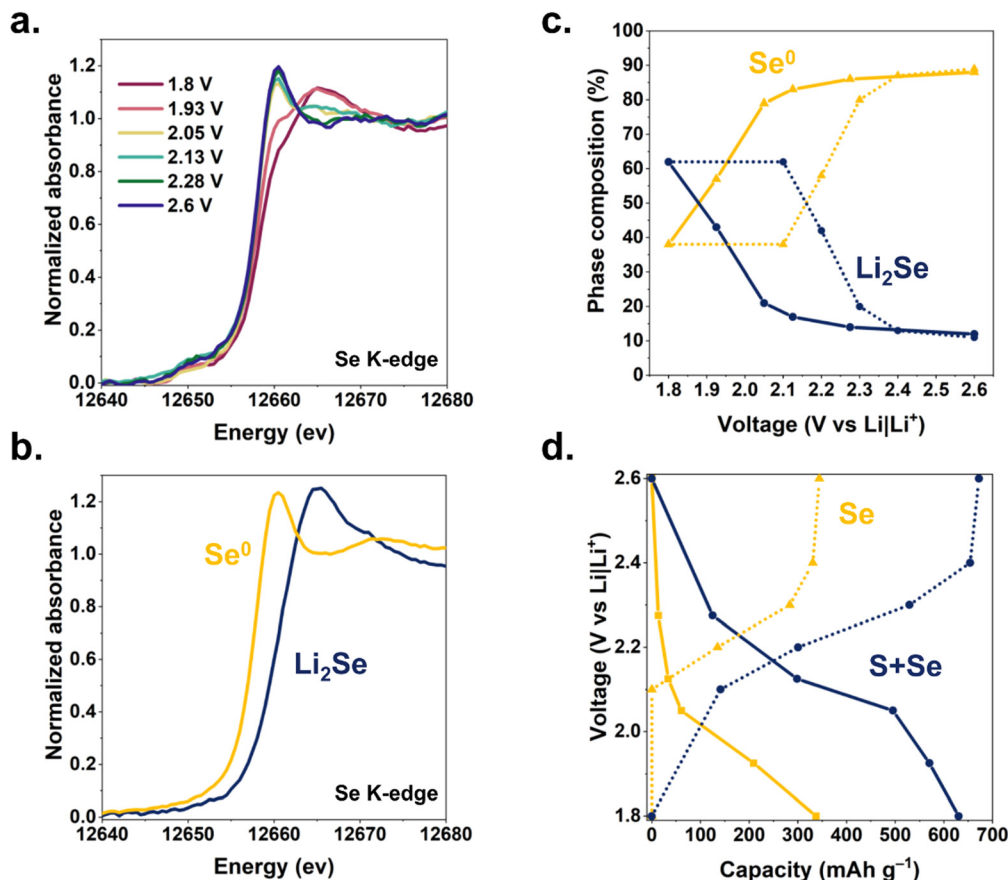 a.
1.2
1.0
0.8
0.6
0.4
0.2
0.0
Normalized absorbance
1.8 V
1.93 V
2.05 V
2.13 V
2.28 V
2.6 V
Se K-edge
12640 12650 12660 12670 12680
Energy (ev)
b.
1.2
1.0
0.8
0.6
0.4
0.2
0.0
Normalized absorbance
Se⁰
Li₂Se
Se K-edge
12640 12650 12660 12670 12680
Energy (ev)
c.
100
90
80
70
60
50
40
30
20
10
0
Phase composition (%)
Se⁰
Li₂Se
1.8 1.9 2.0 2.1 2.2 2.3 2.4 2.5 2.6
Voltage (V vs Li|Li⁺)
d.
2.6
2.4
2.2
2.0
1.8
Voltage (V vs Li|Li⁺)
Se
S+Se
0 100 200 300 400 500 600 700
Capacity (mAh g⁻¹)